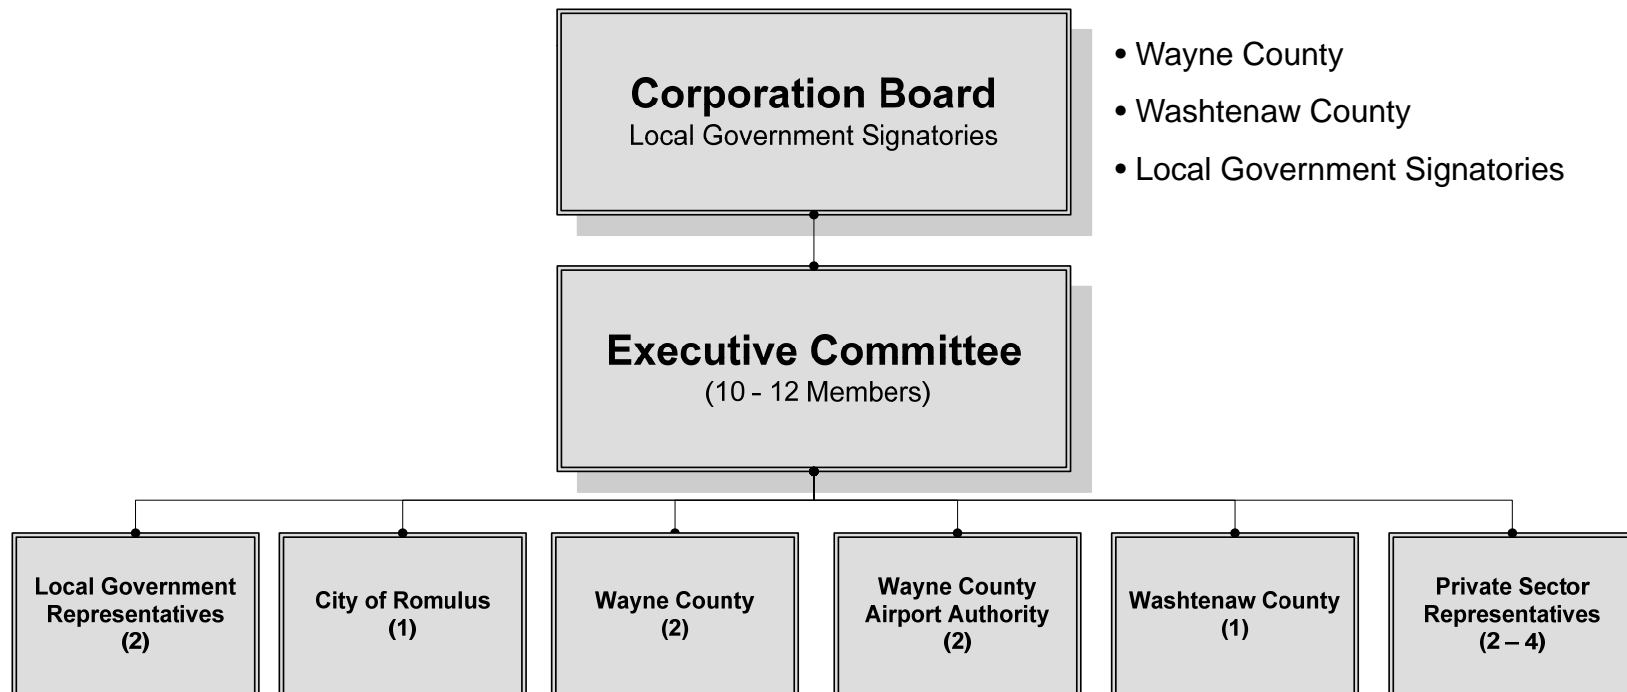 Corporation Board
Local Government Signatories
• Wayne County
• Washtenaw County
• Local Government Signatories
Executive Committee
(10 - 12 Members)
Local Government
Representatives
(2)
City of Romulus
(1)
Wayne County
(2)
Wayne County
Airport Authority
(2)
Washtenaw County
(1)
Private Sector
Representatives
(2 – 4)